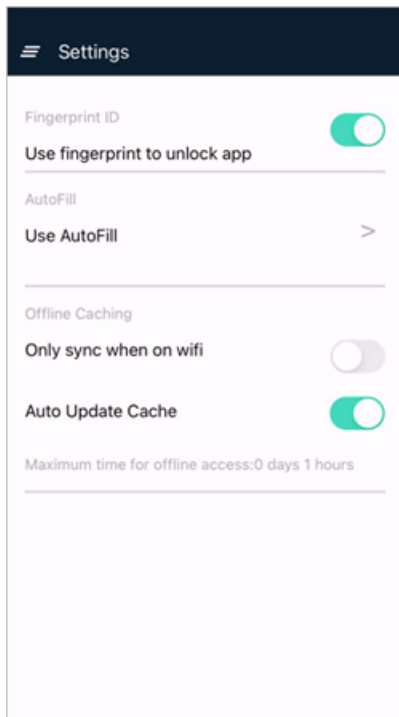 Settings
Fingerprint ID
Use fingerprint to unlock app
AutoFill
Use AutoFill >
Offline Caching
Only sync when on wifi
Auto Update Cache
Maximum time for offline access:0 days 1 hours